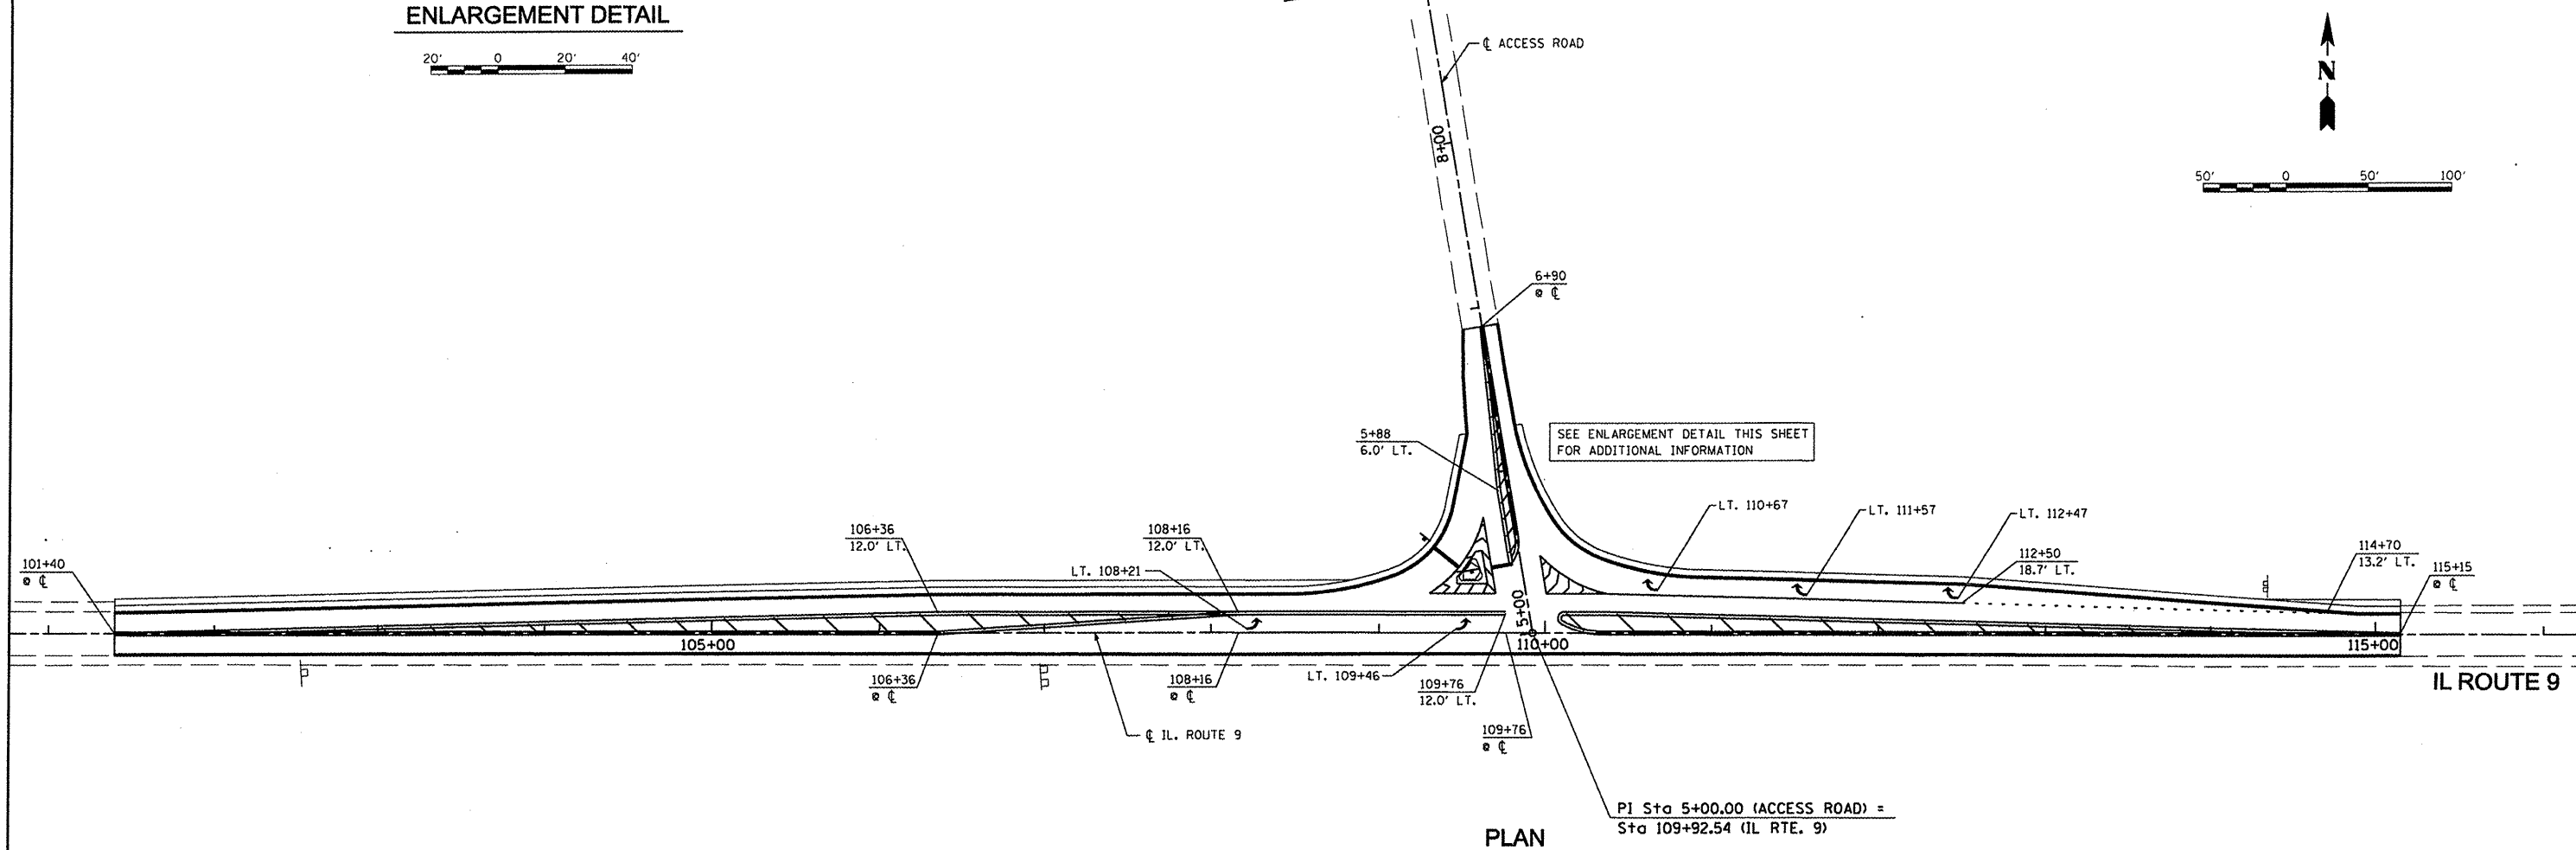 ENLARGEMENT DETAIL
20' 0 20' 40'
℄ ACCESS ROAD
N
8+00
50' 0 50' 100'
6+90
@ ℄
5+88
6.0' LT.
SEE ENLARGEMENT DETAIL THIS SHEET
FOR ADDITIONAL INFORMATION
LT. 110+67
LT. 111+57
LT. 112+47
112+50
18.7' LT.
114+70
13.2' LT.
115+15
@ ℄
101+40
@ ℄
106+36
12.0' LT.
108+16
12.0' LT.
LT. 108+21
5+00
105+00
110+00
115+00
106+36
@ ℄
108+16
@ ℄
LT. 109+46
109+76
12.0' LT.
109+76
@ ℄
IL ROUTE 9
℄ IL. ROUTE 9
PI Sta 5+00.00 (ACCESS ROAD) =
Sta 109+92.54 (IL RTE. 9)
PLAN